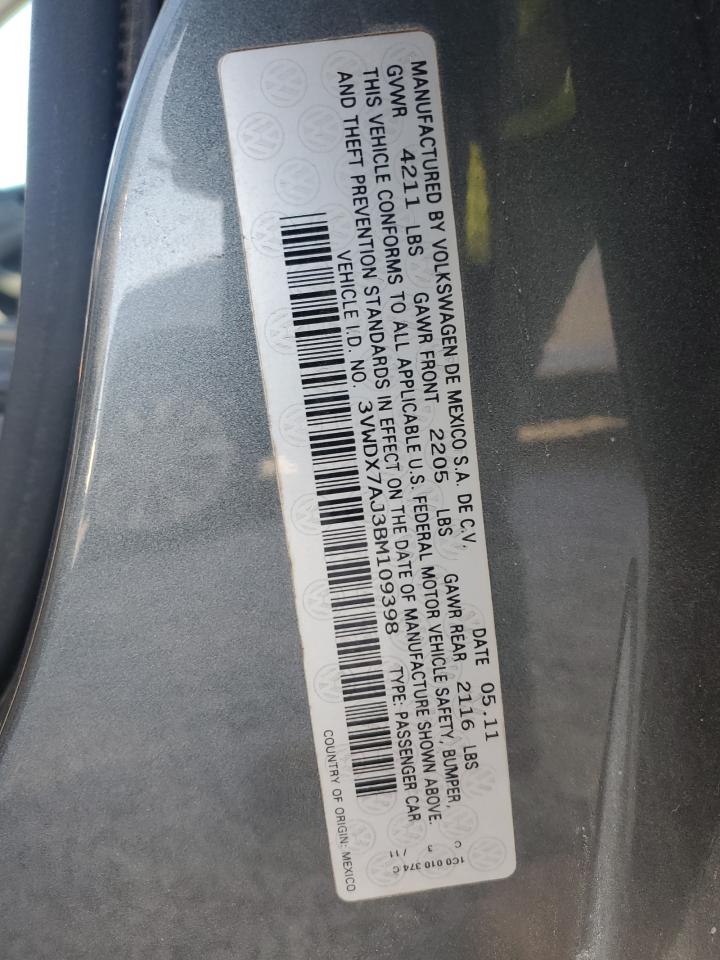 MANUFACTURED BY VOLKSWAGEN DE MEXICO S.A. DE C.V. DATE 05.11
GVWR 4211 LBS GAWR FRONT 2205 LBS GAWR REAR 2116 LBS
THIS VEHICLE CONFORMS TO ALL APPLICABLE U.S. FEDERAL MOTOR VEHICLE SAFETY, BUMPER,
AND THEFT PREVENTION STANDARDS IN EFFECT ON THE DATE OF MANUFACTURE SHOWN ABOVE.
VEHICLE I.D. NO. 3VWDX7AJ3BM109398 TYPE: PASSENGER CAR
COUNTRY OF ORIGIN: MEXICO
1C0 010 374 C
/ 11